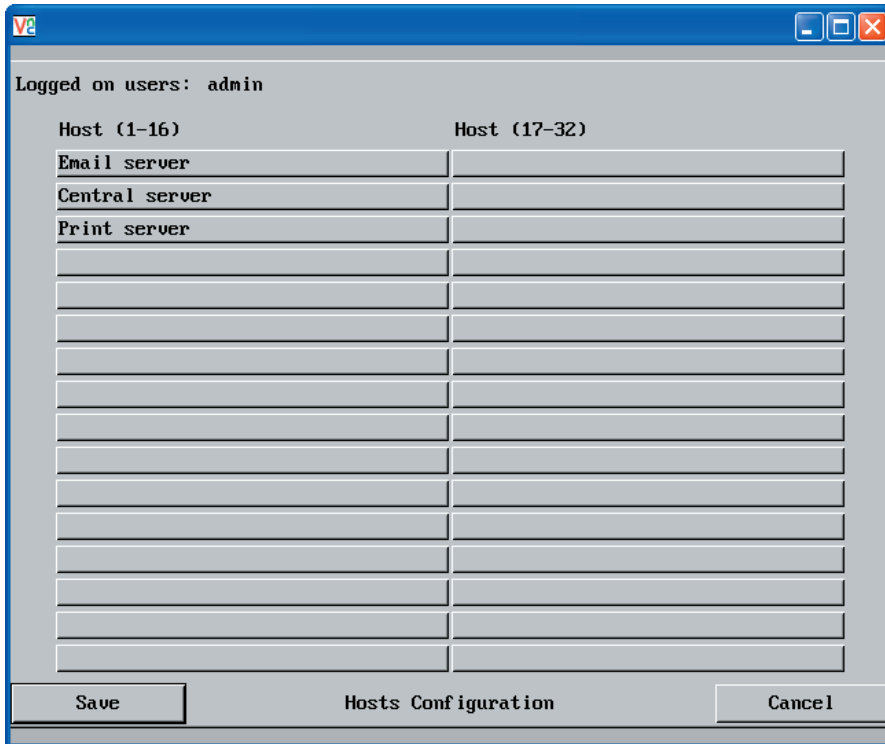 Logged on users: admin
Host (1-16) Host (17-32)
Email server
Central server
Print server
Save Hosts Configuration Cancel